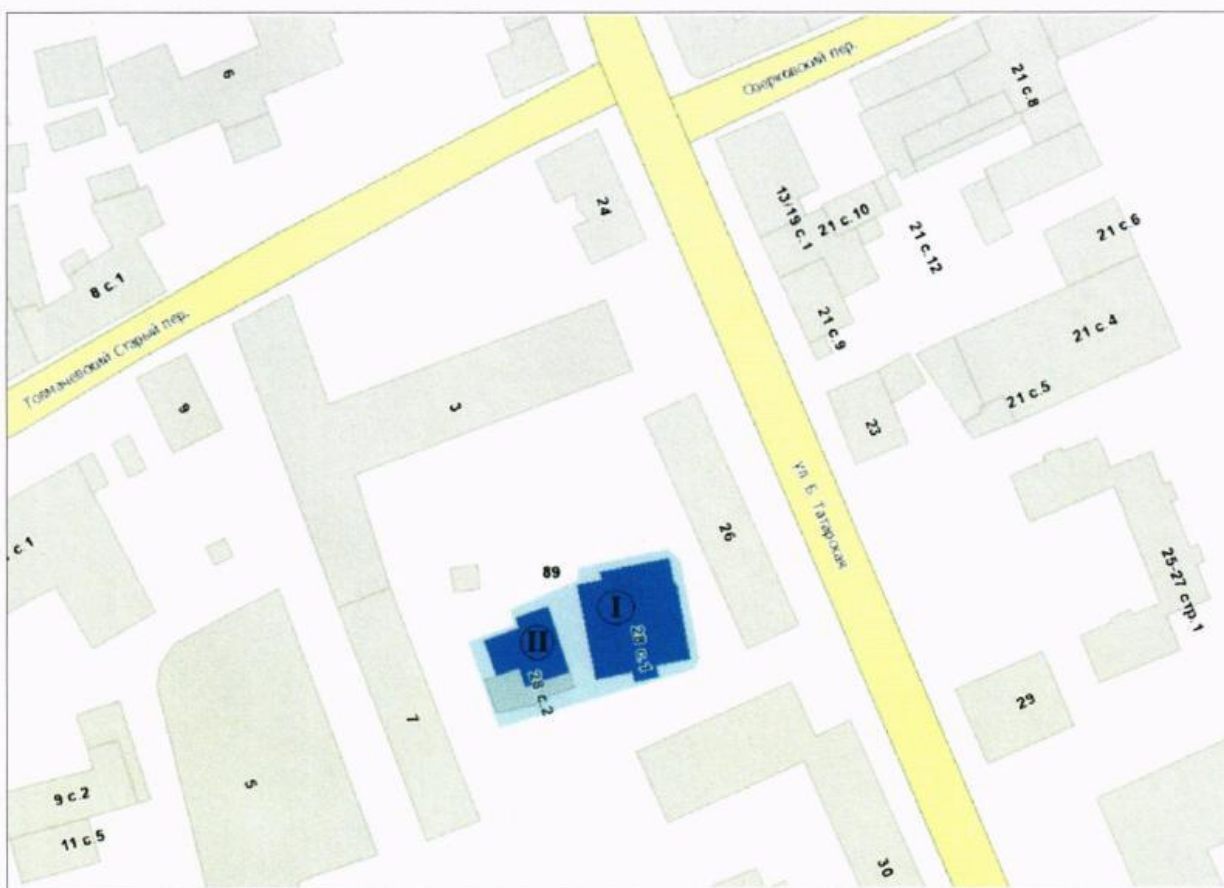 6
Озерковский пер.
21 с.8
24
13/19 с.1
21 с.10
21 с.12
21 с.6
8 с.1
Толмачевский Старый пер.
21 с.9
21 с.4
9
3
21 с.5
23
ул. Б. Татарская
26
с.1
89
25-27 стр.1
I
II
28 с.1
28 с.2
29
7
5
9 с.2
11 с.5
30